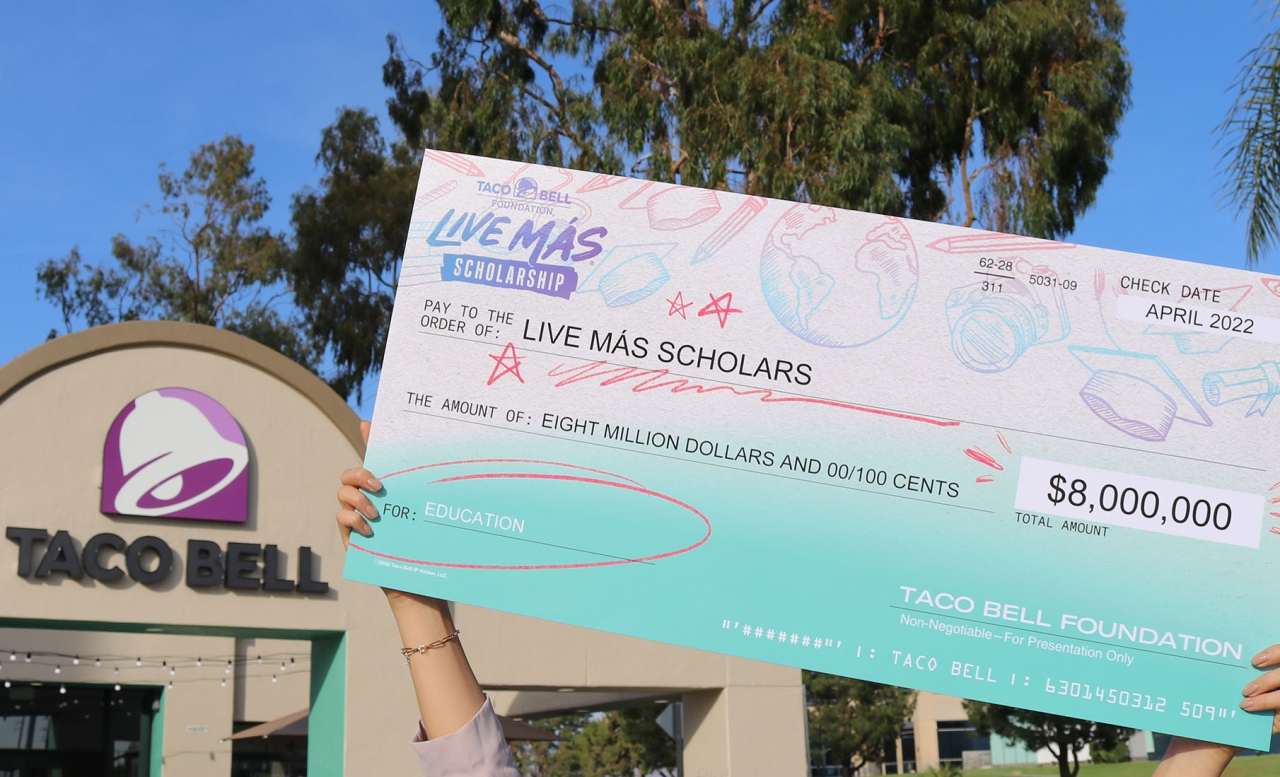 TACO BELL
FOUNDATION
LIVE MÁS
SCHOLARSHIP
62-28
311
5031-09
CHECK DATE
APRIL 2022
PAY TO THE
ORDER OF:
LIVE MÁS SCHOLARS
THE AMOUNT OF: EIGHT MILLION DOLLARS AND 00/100 CENTS
$8,000,000
TOTAL AMOUNT
FOR: EDUCATION
TACO BELL FOUNDATION
Non-Negotiable—For Presentation Only
"'#######"' I: TACO BELL I: 6301450312 509"'
TACO BELL